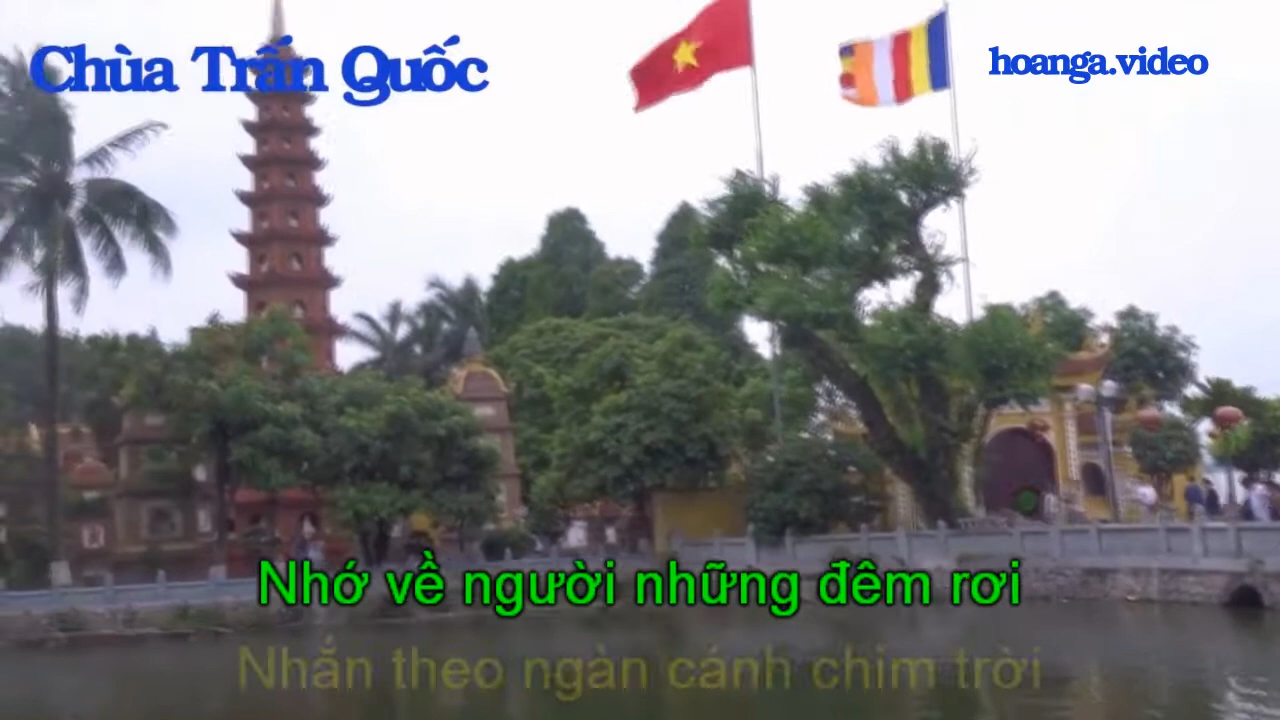 Chùa Trấn Quốc
hoanga.video
Nhớ về người những đêm rơi
Nhắn theo ngàn cánh chim trời